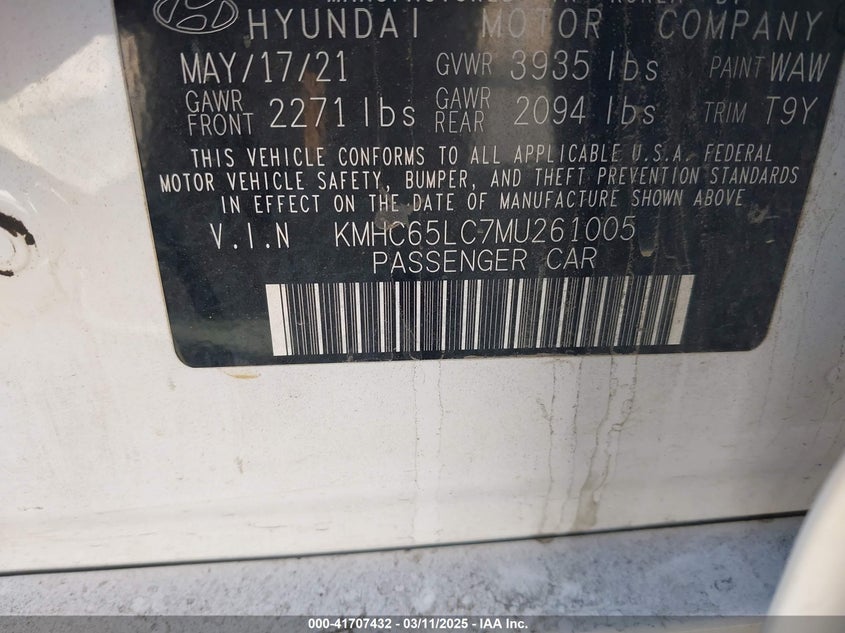 HYUNDAI MOTOR COMPANY
MAY/17/21 GVWR 3935 lbs PAINT WAW
GAWR FRONT 2271 lbs GAWR REAR 2094 lbs TRIM T9Y
THIS VEHICLE CONFORMS TO ALL APPLICABLE U.S.A. FEDERAL
MOTOR VEHICLE SAFETY, BUMPER, AND THEFT PREVENTION STANDARDS
IN EFFECT ON THE DATE OF MANUFACTURE SHOWN ABOVE
V.I.N KMHC65LC7MU261005
PASSENGER CAR
000-41707432 - 03/11/2025 - IAA Inc.